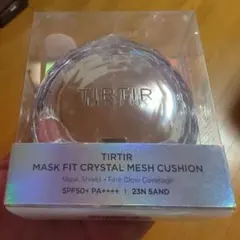 TIRTIR
TIRTIR
MASK FIT CRYSTAL MESH CUSHION
Mask Shield • Fine Glow Coverage
SPF50+ PA++++ | 23N SAND